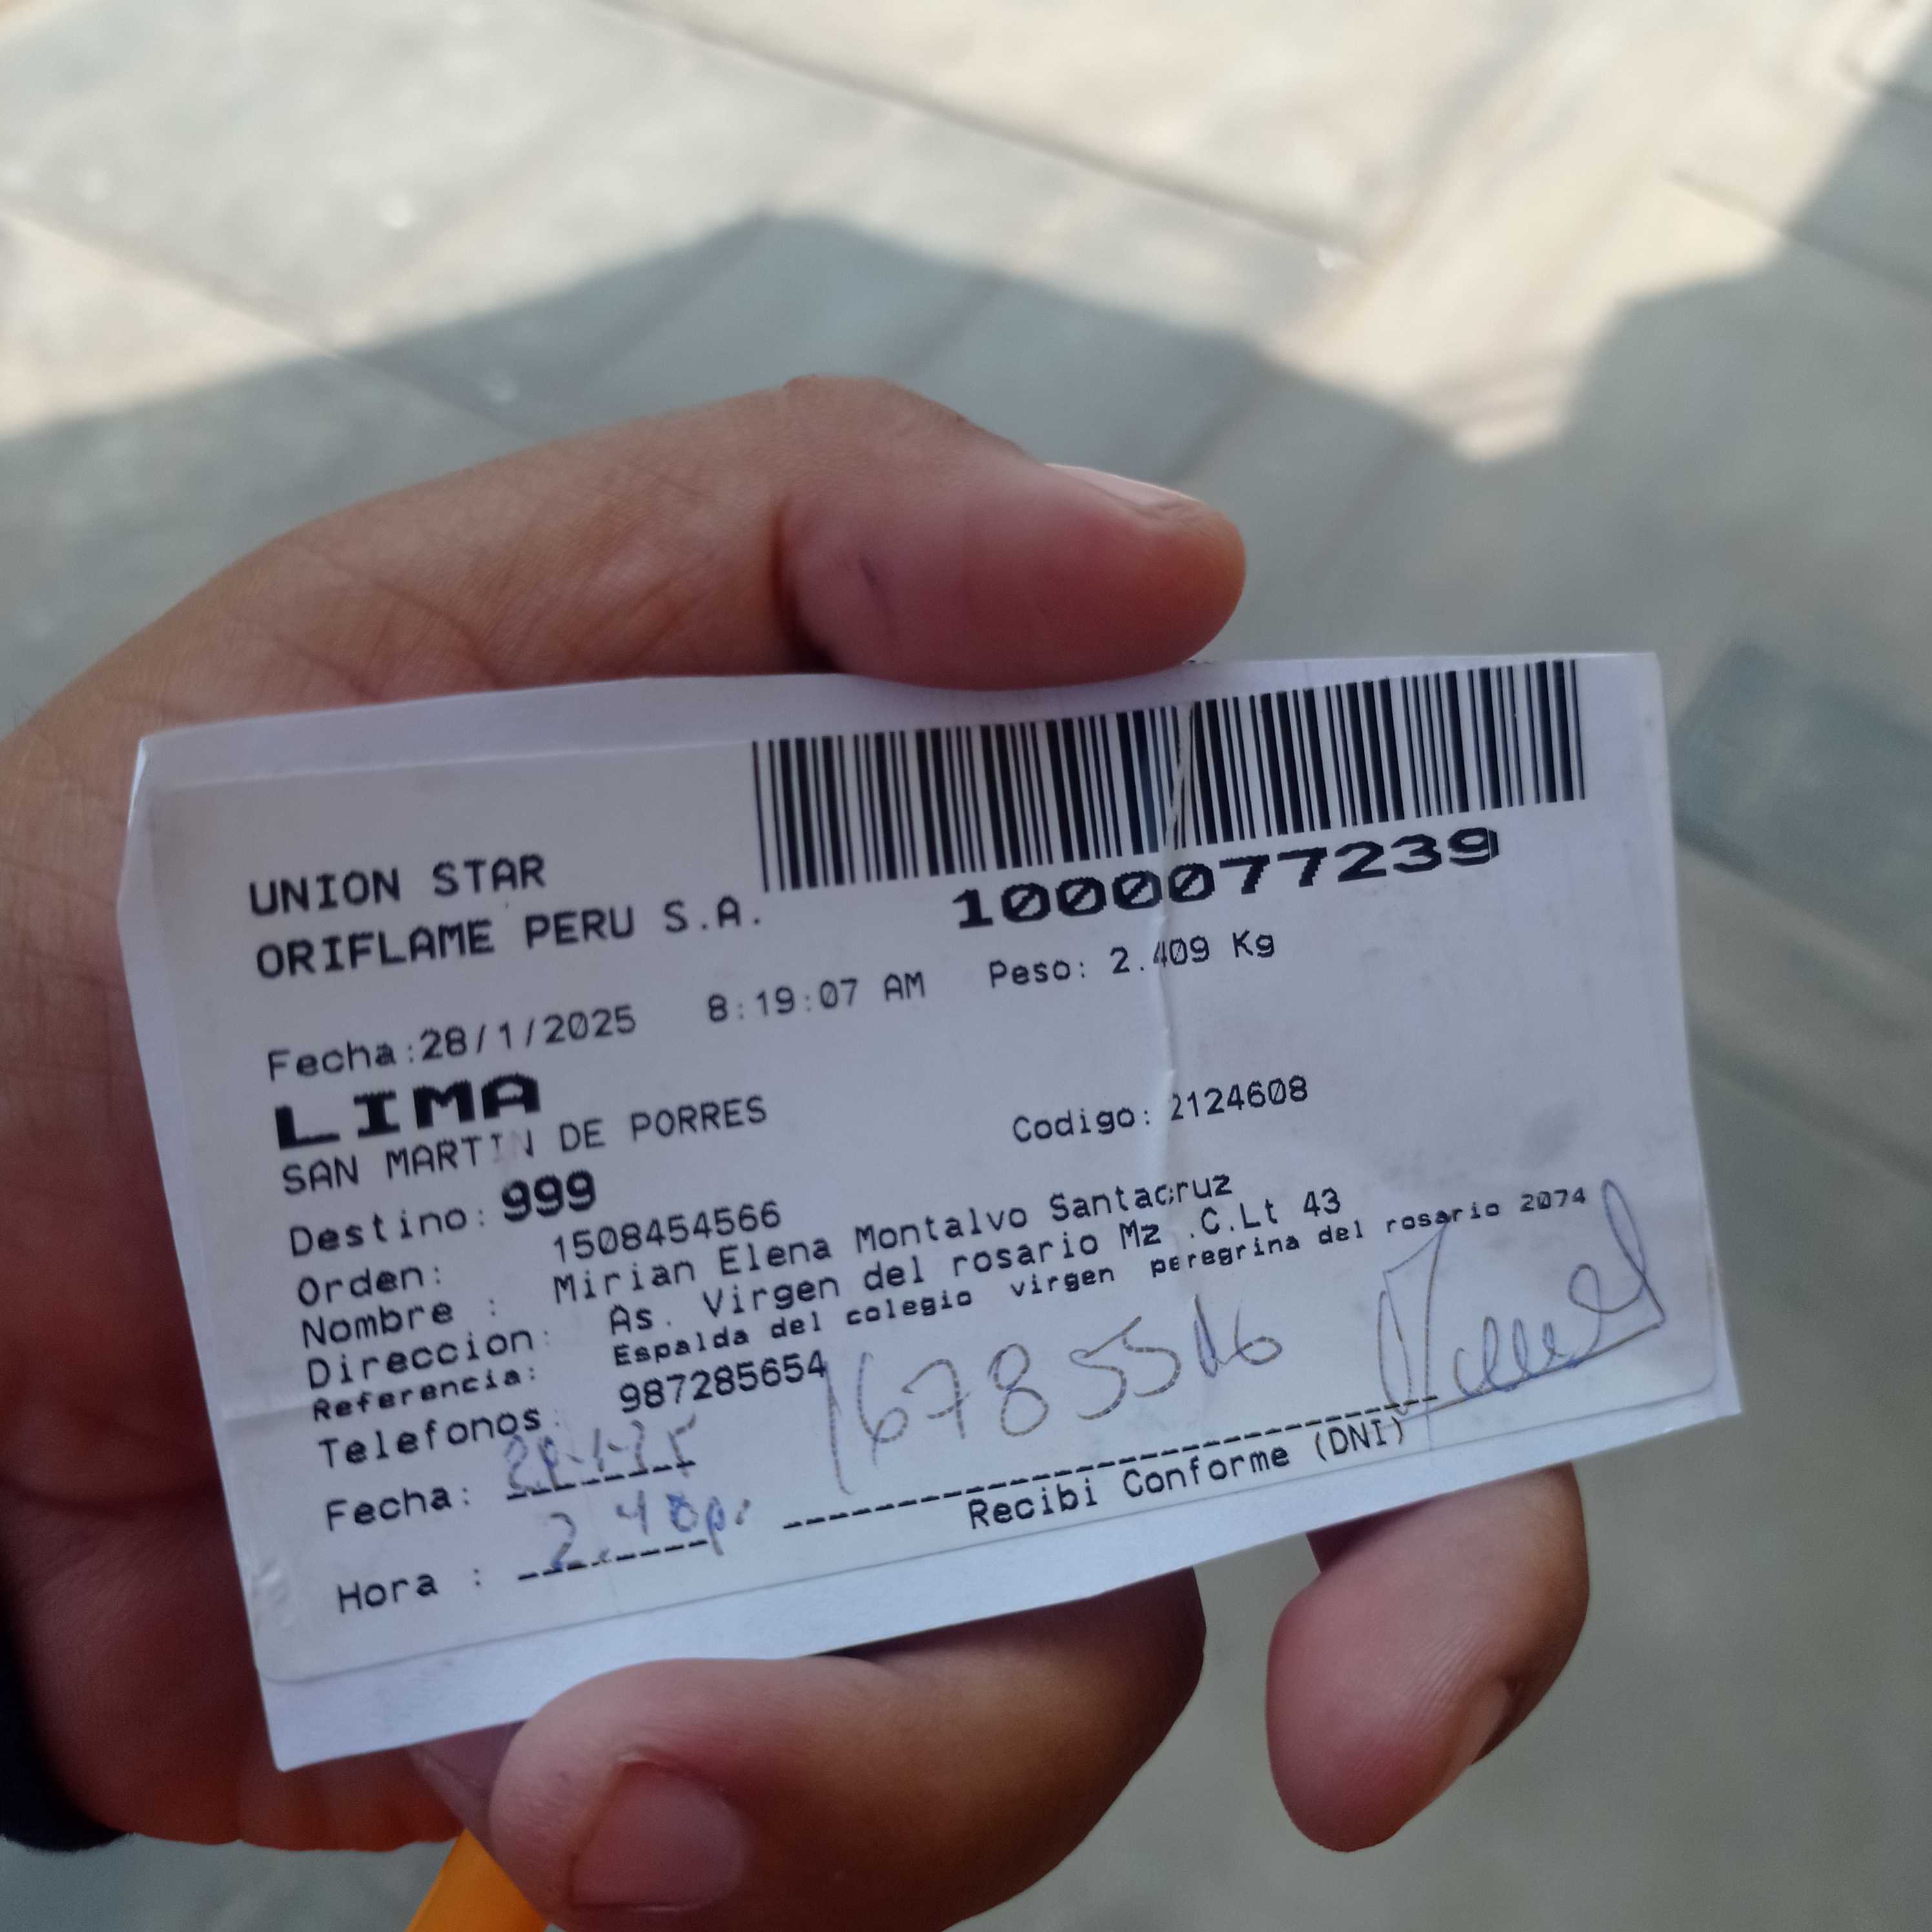 UNION STAR
ORIFLAME PERU S.A.
1000077239
Fecha:28/1/2025 8:19:07 AM Peso: 2.409 Kg
LIMA
SAN MARTIN DE PORRES Codigo: 2124608
Destino: 999
Orden: 1508454566
Nombre : Mirian Elena Montalvo Santacruz
Direccion: As. Virgen del rosario Mz .C.Lt 43
Referencia: Espalda del colegio virgen peregrina del rosario 2074
Telefonos: 987285654
Fecha:
Hora : 2.40p.
Recibi Conforme (DNI)